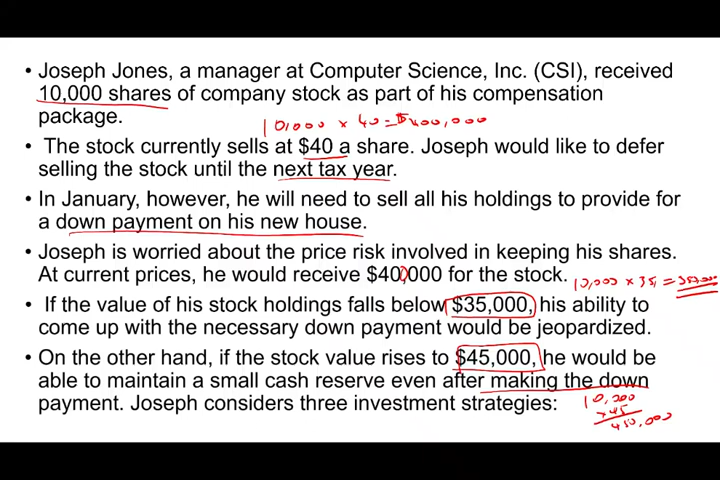 • Joseph Jones, a manager at Computer Science, Inc. (CSI), received
10,000 shares of company stock as part of his compensation
package.
10,000 x 40 = $400,000
• The stock currently sells at $40 a share. Joseph would like to defer
selling the stock until the next tax year.
• In January, however, he will need to sell all his holdings to provide for
a down payment on his new house.
• Joseph is worried about the price risk involved in keeping his shares.
At current prices, he would receive $40,000 for the stock.
10,000 x 35 = 350,000
• If the value of his stock holdings falls below $35,000, his ability to
come up with the necessary down payment would be jeopardized.
• On the other hand, if the stock value rises to $45,000, he would be
able to maintain a small cash reserve even after making the down
payment. Joseph considers three investment strategies:
10,000
x 45
450,000